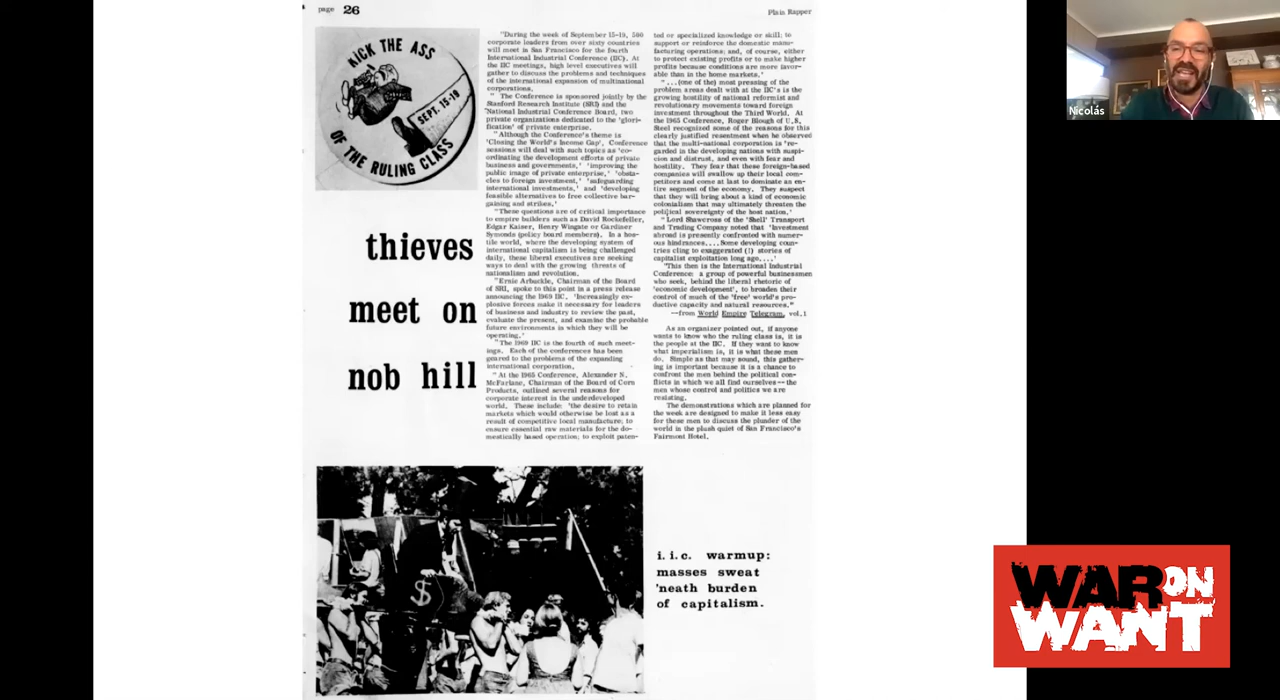 page 26
Plain Rapper
KICK THE ASS
OF THE RULING CLASS
SEPT. 15-19
thieves
meet on
nob hill
"During the week of September 15-19, 500
corporate leaders from over sixty countries
will meet in San Francisco for the fourth
International Industrial Conference (IIC). At
the IIC meetings, high level executives will
gather to discuss the problems and techniques
of the international expansion of multinational
corporations.
"The Conference is sponsored jointly by the
Stanford Research Institute (SRI) and the
National Industrial Conference Board, two
private organizations dedicated to the 'glori-
fication' of private enterprise.
"Although the Conference's theme is
'Closing the World's Income Gap', Conference
sessions will deal with such topics as 'co-
ordinating the development efforts of private
business and governments,' 'improving the
public image of private enterprise,' 'obsta-
cles to foreign investment,' 'safeguarding
international investments,' and 'developing
feasible alternatives to free collective bar-
gaining and strikes.'
"These questions are of critical importance
to empire builders such as David Rockefeller,
Edgar Kaiser, Henry Wingate or Gardiner
Symonds (policy board members). In a hos-
tile world, where the developing system of
international capitalism is being challenged
daily, these liberal executives are seeking
ways to deal with the growing threats of
nationalism and revolution.
"Ernie Arbuckle, Chairman of the Board
of SRI, spoke to this point in a press release
announcing the 1969 IIC. 'Increasingly ex-
plosive forces make it necessary for leaders
of business and industry to review the past,
evaluate the present, and examine the probable
future environments in which they will be
operating.'
"The 1969 IIC is the fourth of such meet-
ings. Each of the conferences has been
geared to the problems of the expanding
international corporation.
"At the 1965 Conference, Alexander N.
McFarlane, Chairman of the Board of Corn
Products, outlined several reasons for
corporate interest in the underdeveloped
world. These include: 'the desire to retain
markets which would otherwise be lost as a
result of competitive local manufacture; to
ensure essential raw materials for the do-
mestically based operation; to exploit paten-
ted or specialized knowledge or skill; to
support or reinforce the domestic manu-
facturing operations; and, of course, either
to protect existing profits or to make higher
profits because conditions are more favor-
able than in the home markets.'
"...(one of the) most pressing of the
problem areas dealt with at the IIC's is the
growing hostility of national reformist and
revolutionary movements toward foreign
investment throughout the Third World. At
the 1965 Conference, Roger Blough of U.S.
Steel recognized some of the reasons for this
clearly justified resentment when he observed
that the multi-national corporation is 're-
garded in the developing nations with suspi-
cion and distrust, and even with fear and
hostility. They fear that these foreign-based
companies will swallow up their local com-
petitors and come at last to dominate an en-
tire segment of the economy. They suspect
that they will bring about a kind of economic
colonialism that may ultimately threaten the
political sovereignty of the host nation.'
"Lord Shawcross of the 'Shell' Transport
and Trading Company noted that 'Investment
abroad is presently confronted with numer-
ous hindrances....Some developing coun-
tries cling to exaggerated (!) stories of
capitalist exploitation long ago....'
"This then is the International Industrial
Conference: a group of powerful businessmen
who seek, behind the liberal rhetoric of
'economic development', to broaden their
control of much of the 'free' world's pro-
ductive capacity and natural resources."
--from World Empire Telegram, vol.1
As an organizer pointed out, if anyone
wants to know who the ruling class is, it is
the people at the IIC. If they want to know
what imperialism is, it is what these men
do. Simple as that may sound, this gather-
ing is important because it is a chance to
confront the men behind the political con-
flicts in which we all find ourselves--the
men whose control and politics we are
resisting.
The demonstrations which are planned for
the week are designed to make it less easy
for these men to discuss the plunder of the
world in the plush quiet of San Francisco's
Fairmont Hotel.
$
i.i.c. warmup:
masses sweat
'neath burden
of capitalism.
Nicolás
WAR ON
WANT